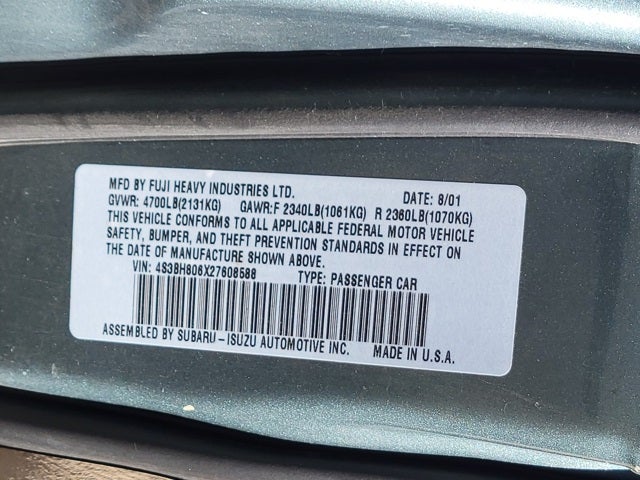 MFD BY FUJI HEAVY INDUSTRIES LTD. DATE 8/01
GVWR: 4700LB(2131KG) GAWR:F 2340LB(1061KG) R 2360LB(1070KG)
THIS VEHICLE CONFORMS TO ALL APPLICABLE FEDERAL MOTOR VEHICLE
SAFETY, BUMPER, AND THEFT PREVENTION STANDARDS IN EFFECT ON
THE DATE OF MANUFACTURE SHOWN ABOVE.
VIN: 4S3BH806X27608588 TYPE: PASSENGER CAR
ASSEMBLED BY SUBARU-ISUZU AUTOMOTIVE INC. MADE IN U.S.A.